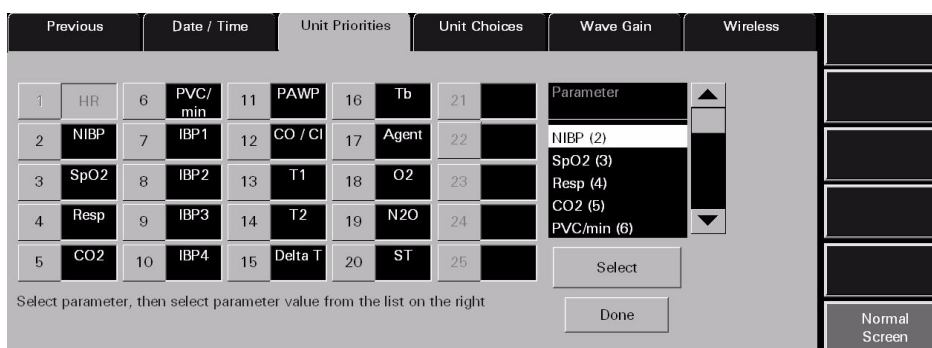 Previous Date / Time Unit Priorities Unit Choices Wave Gain Wireless
1 HR 6 PVC/ min 11 PAWP 16 Tb 21
2 NIBP 7 IBP1 12 CO / CI 17 Agent 22
3 SpO2 8 IBP2 13 T1 18 O2 23
4 Resp 9 IBP3 14 T2 19 N2O 24
5 CO2 10 IBP4 15 Delta T 20 ST 25
Parameter
NIBP (2)
SpO2 (3)
Resp (4)
CO2 (5)
PVC/min (6)
Select
Select parameter, then select parameter value from the list on the right
Done
Normal
Screen